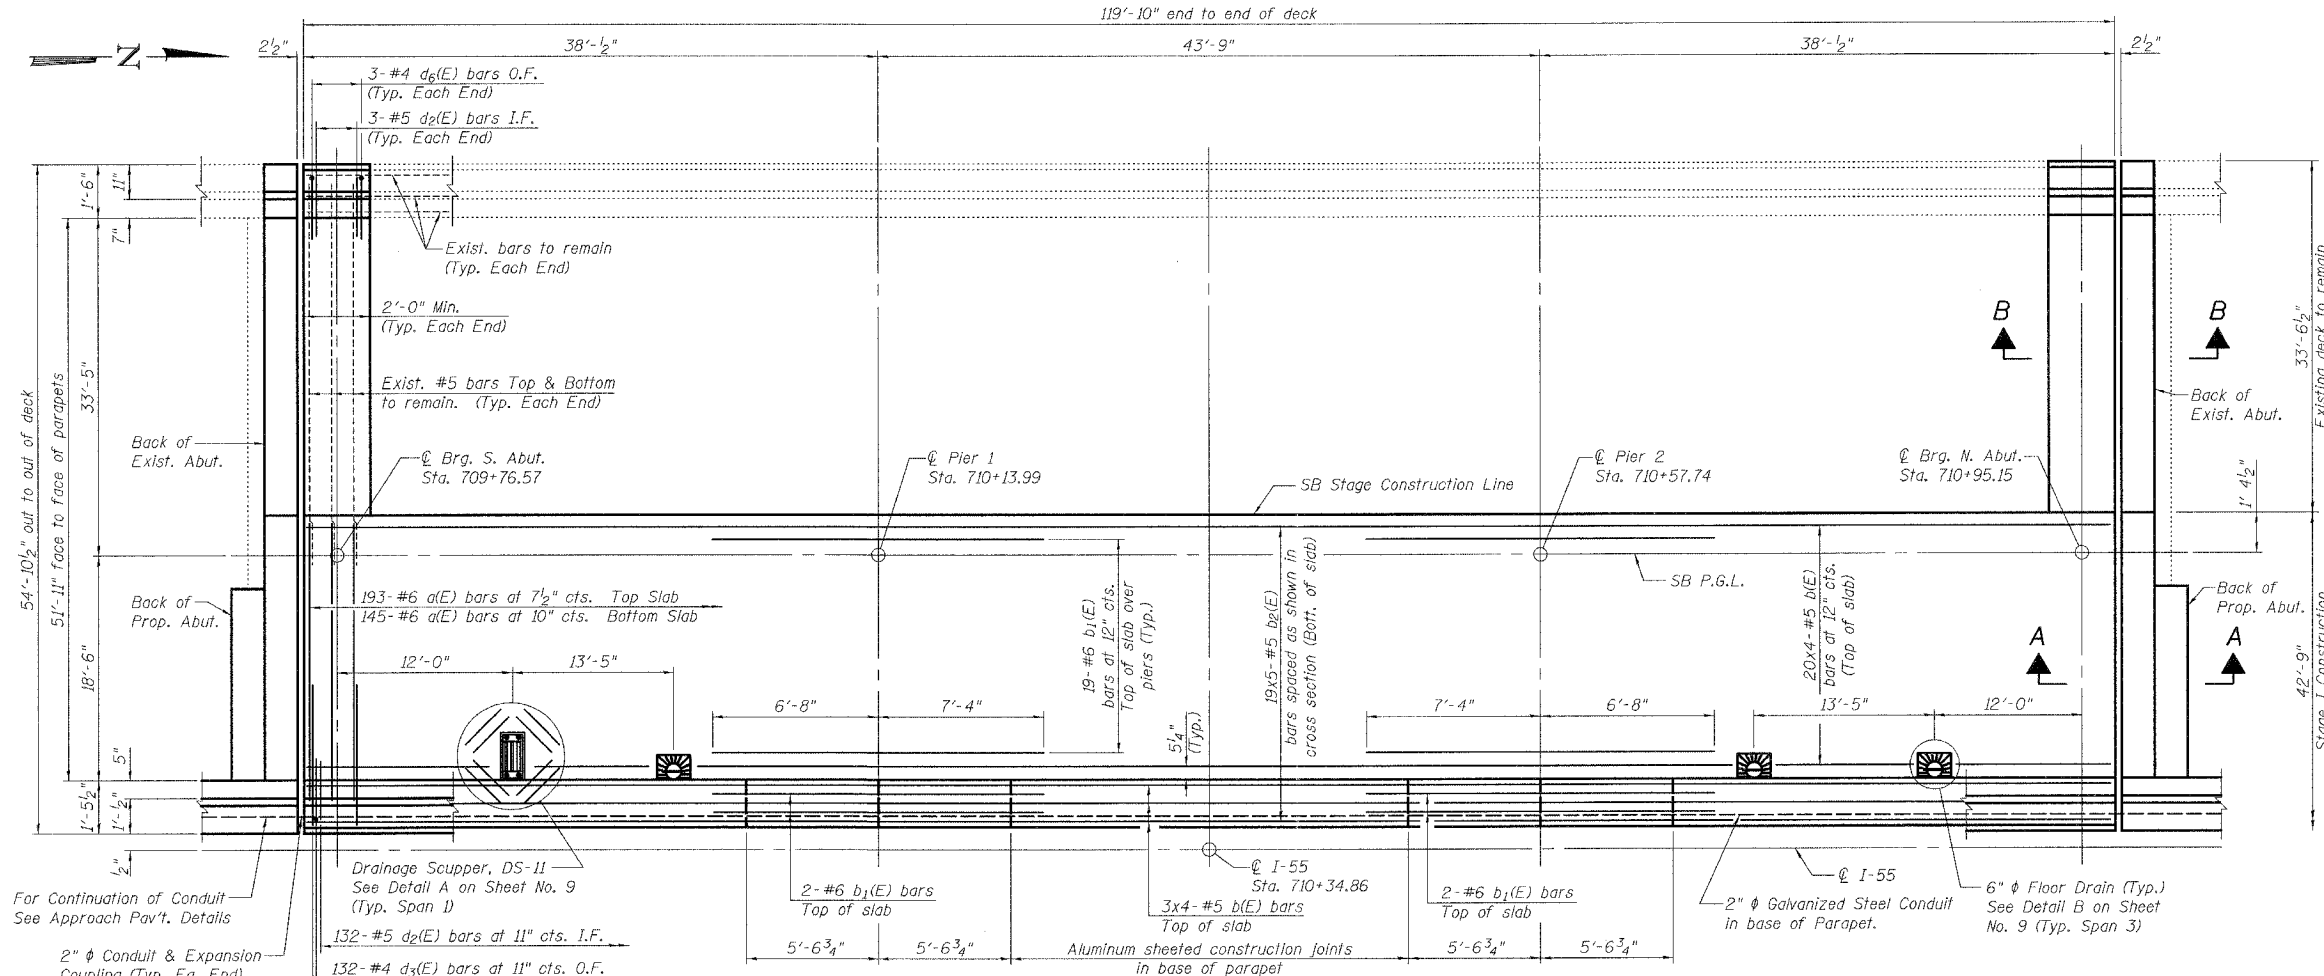 119'-10" end to end of deck
N
2½"
38'-½"
43'-9"
38'-½"
2½"
3-#4 d6(E) bars O.F.
(Typ. Each End)
3-#5 d2(E) bars I.F.
(Typ. Each End)
1'-6"
11"
7"
Exist. bars to remain
(Typ. Each End)
2'-0" Min.
(Typ. Each End)
Exist. #5 bars Top & Bottom
to remain. (Typ. Each End)
54'-10½" out to out of deck
51'-11" face to face of parapets
33'-5"
18'-6"
Back of
Exist. Abut.
Back of
Prop. Abut.
℄ Brg. S. Abut.
Sta. 709+76.57
℄ Pier 1
Sta. 710+13.99
SB Stage Construction Line
℄ Pier 2
Sta. 710+57.74
℄ Brg. N. Abut.
Sta. 710+95.15
B
B
33'-6½"
Existing deck to remain
Back of
Exist. Abut.
1' 4½"
SB P.G.L.
Back of
Prop. Abut.
A
A
42'-9"
Stage I Construction
193-#6 a(E) bars at 7½" cts. Top Slab
145-#6 a(E) bars at 10" cts. Bottom Slab
12'-0"
13'-5"
6'-8"
7'-4"
19-#6 b1(E)
bars at 12" cts.
Top of slab over
piers (Typ.)
5¼"
(Typ.)
19x5-#5 b2(E)
bars spaced as shown in
cross section (Bott. of slab)
20x4-#5 b(E)
bars at 12" cts.
(Top of slab)
7'-4"
6'-8"
13'-5"
12'-0"
5"
1'-5½"
1'-½"
½"
For Continuation of Conduit
See Approach Pav't. Details
2" ϕ Conduit & Expansion
Coupling (Typ. Ea. End)
Drainage Scupper, DS-11
See Detail A on Sheet No. 9
(Typ. Span 1)
132-#5 d2(E) bars at 11" cts. I.F.
132-#4 d3(E) bars at 11" cts. O.F.
2-#6 b1(E) bars
Top of slab
5'-6¾"
5'-6¾"
℄ I-55
Sta. 710+34.86
3x4-#5 b(E) bars
Top of slab
Aluminum sheeted construction joints
in base of parapet
2-#6 b1(E) bars
Top of slab
5'-6¾"
5'-6¾"
℄ I-55
2" ϕ Galvanized Steel Conduit
in base of Parapet.
6" ϕ Floor Drain (Typ.)
See Detail B on Sheet
No. 9 (Typ. Span 3)